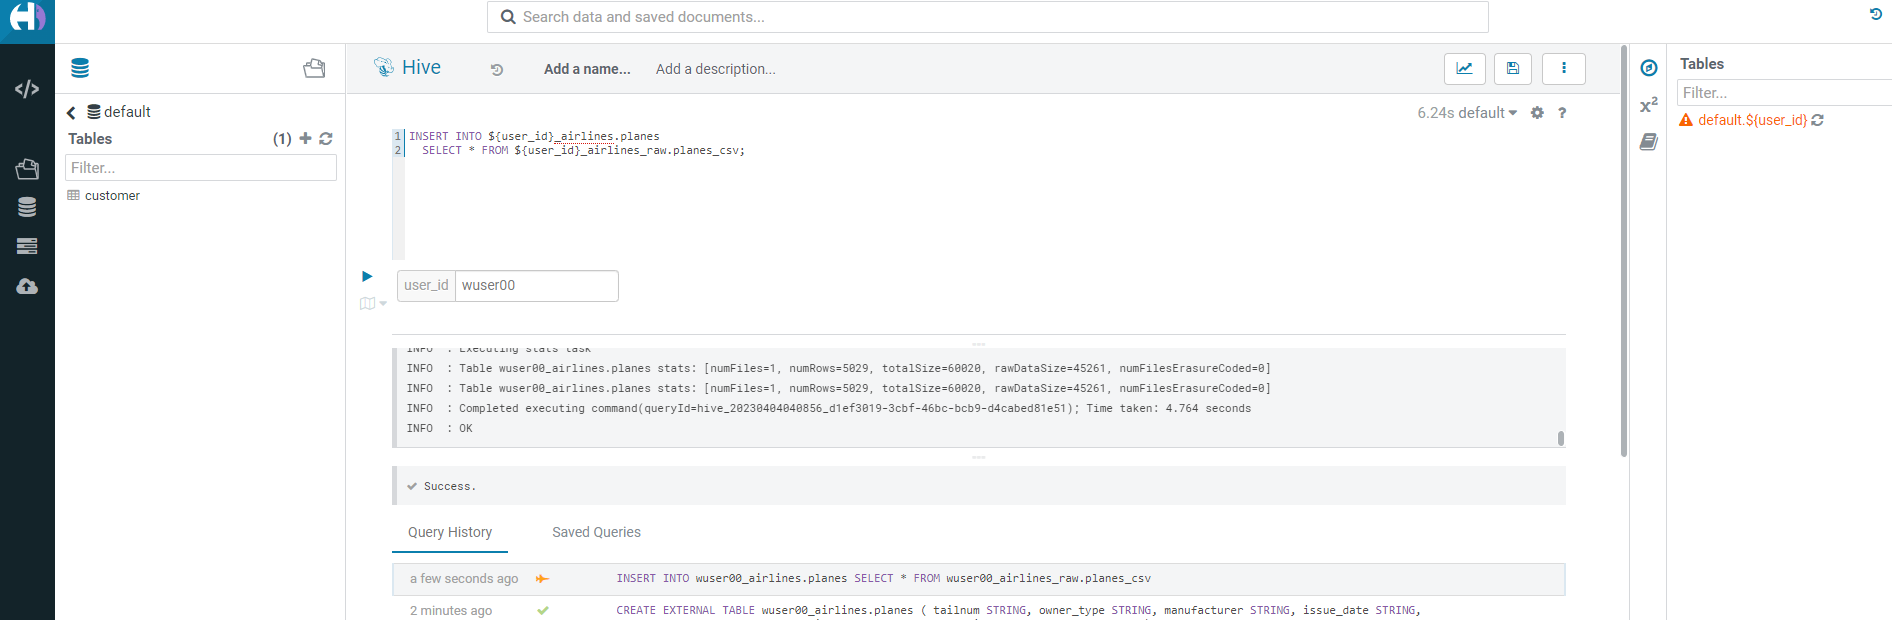 Search data and saved documents...
default
Tables (1)
Filter...
customer
Hive Add a name... Add a description...
6.24s default ?
1 INSERT INTO ${user_id}_airlines.planes
2 SELECT * FROM ${user_id}_airlines_raw.planes_csv;
user_id wuser00
INFO : Executing stats task
INFO : Table wuser00_airlines.planes stats: [numFiles=1, numRows=5029, totalSize=60020, rawDataSize=45261, numFilesErasureCoded=0]
INFO : Table wuser00_airlines.planes stats: [numFiles=1, numRows=5029, totalSize=60020, rawDataSize=45261, numFilesErasureCoded=0]
INFO : Completed executing command(queryId=hive_20230404040856_d1ef3019-3cbf-46bc-bcb9-d4cabed81e51); Time taken: 4.764 seconds
INFO : OK
Success.
Query History Saved Queries
a few seconds ago INSERT INTO wuser00_airlines.planes SELECT * FROM wuser00_airlines_raw.planes_csv
2 minutes ago CREATE EXTERNAL TABLE wuser00_airlines.planes ( tailnum STRING, owner_type STRING, manufacturer STRING, issue_date STRING,
x²
Tables
Filter...
default.${user_id}